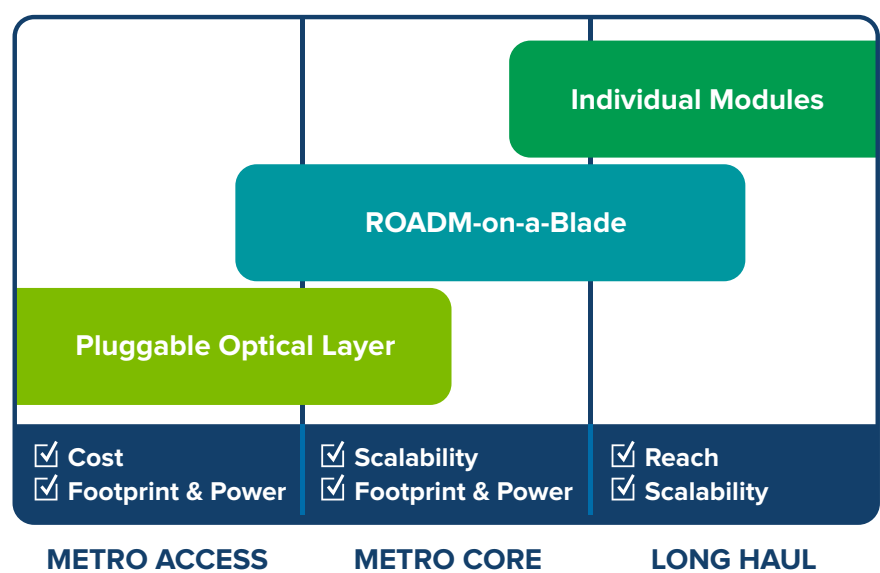 Individual Modules
ROADM-on-a-Blade
Pluggable Optical Layer
Cost
Footprint & Power
Scalability
Footprint & Power
Reach
Scalability
METRO ACCESS
METRO CORE
LONG HAUL